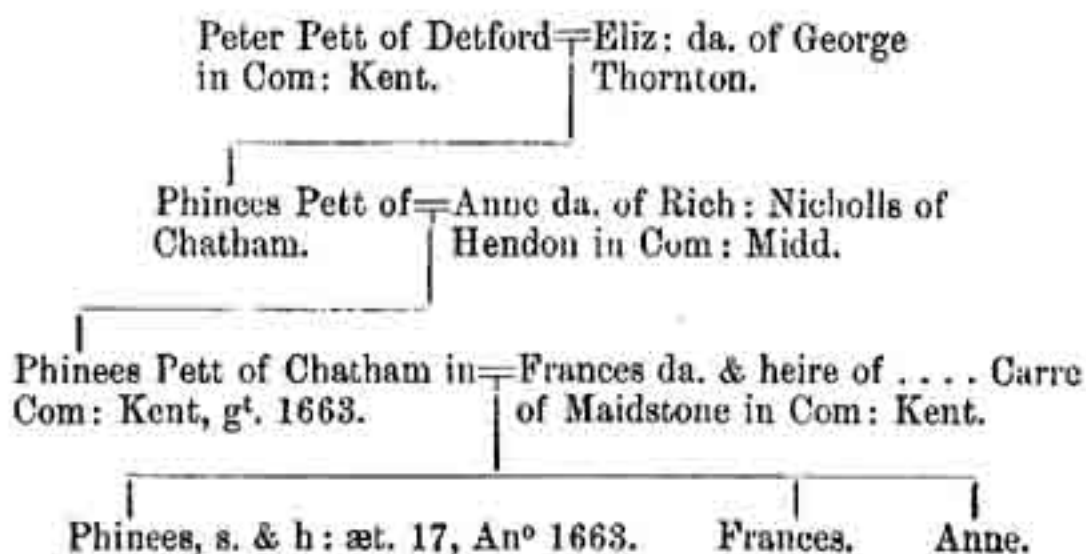 Peter Pett of Detford=Eliz: da. of George
in Com: Kent. Thornton.
Phinees Pett of=Anne da. of Rich: Nicholls of
Chatham. Hendon in Com: Midd.
Phinees Pett of Chatham in=Frances da. & heire of .... Carre
Com: Kent, gᵗ. 1663. of Maidstone in Com: Kent.
Phinees, s. & h: æt. 17, Anº 1663. Frances. Anne.